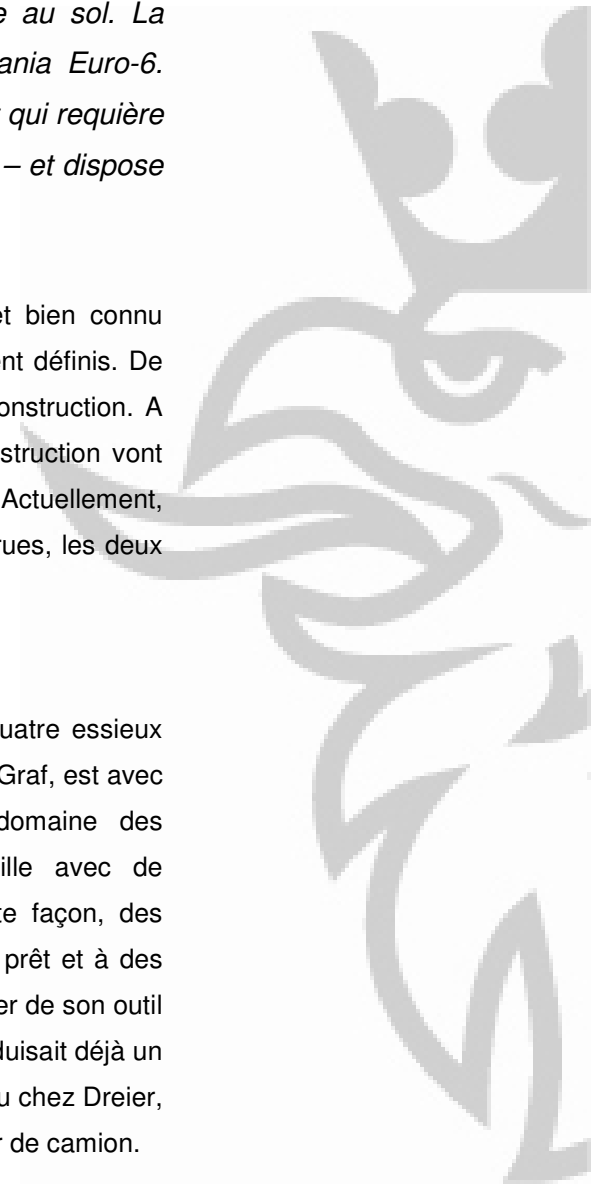 e au sol. La
ania Euro-6.
qui requière
– et dispose
et bien connu
nt définis. De
onstruction. A
struction vont
Actuellement,
rues, les deux
uatre essieux
Graf, est avec
domaine des
ille avec de
te façon, des
prêt et à des
er de son outil
duisait déjà un
u chez Dreier,
r de camion.